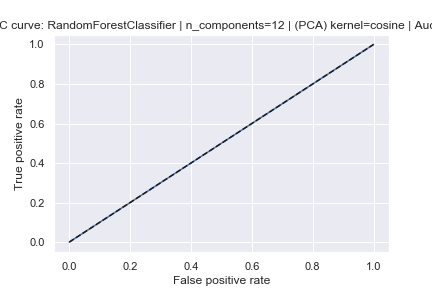 C curve: RandomForestClassifier | n_components=12 | (PCA) kernel=cosine | Auc
1.0
0.8
0.6
0.4
0.2
0.0
True positive rate
0.0 0.2 0.4 0.6 0.8 1.0
False positive rate